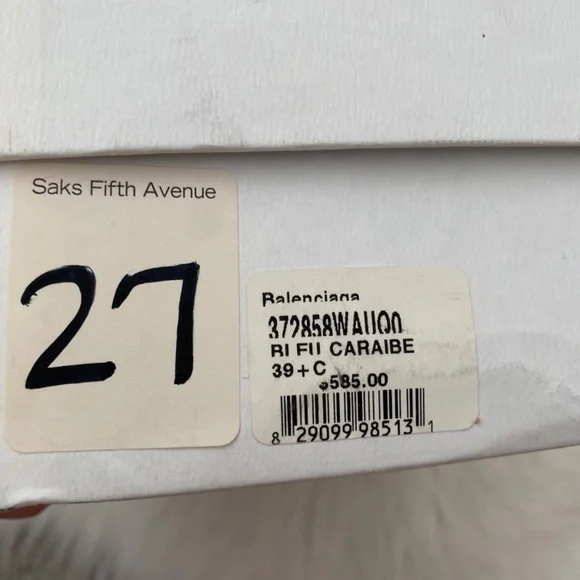 Saks Fifth Avenue
27
Balenciaga
372858WAUQ0
BLEU CARAIBE
39+C
$585.00
8 29099 98513 1